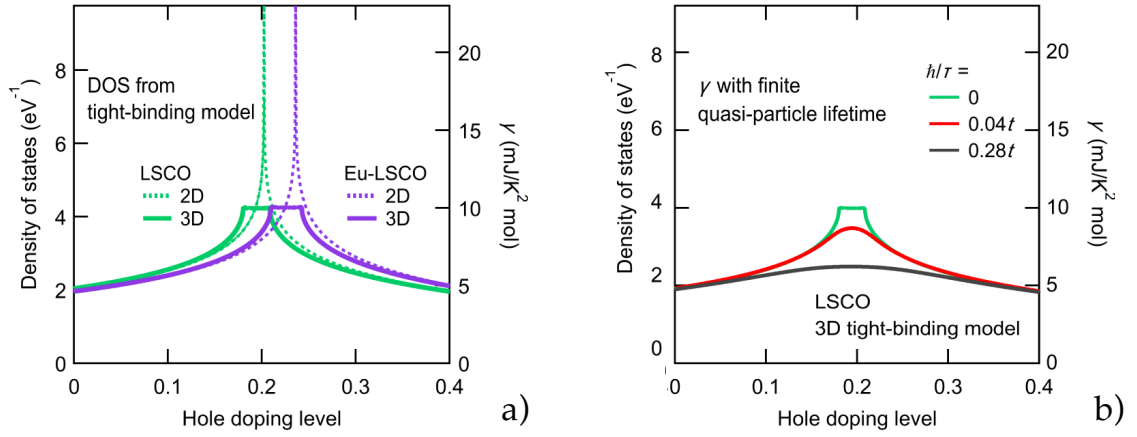 Density of states (eV⁻¹)
8
6
4
2
0
DOS from
tight-binding model
LSCO
2D
3D
Eu-LSCO
2D
3D
20
15
10
5
0
γ (mJ/K² mol)
0
0.1
0.2
0.3
0.4
Hole doping level
a)
Density of states (eV⁻¹)
8
6
4
2
0
γ with finite
quasi-particle lifetime
ℏ/τ =
0
0.04t
0.28t
LSCO
3D tight-binding model
20
15
10
5
0
γ (mJ/K² mol)
0
0.1
0.2
0.3
0.4
Hole doping level
b)